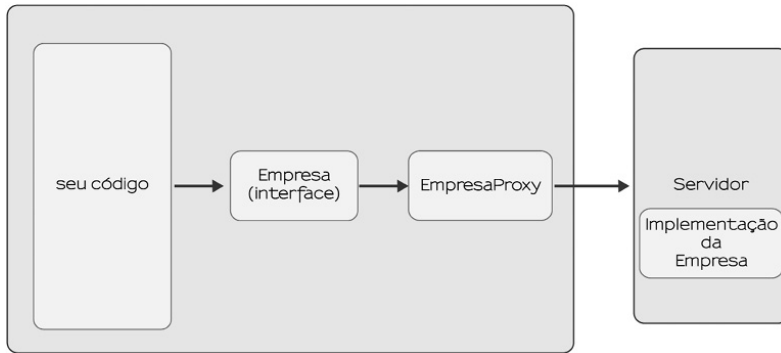 seu código
Empresa
(interface)
EmpresaProxy
Servidor
Implementação
da
Empresa